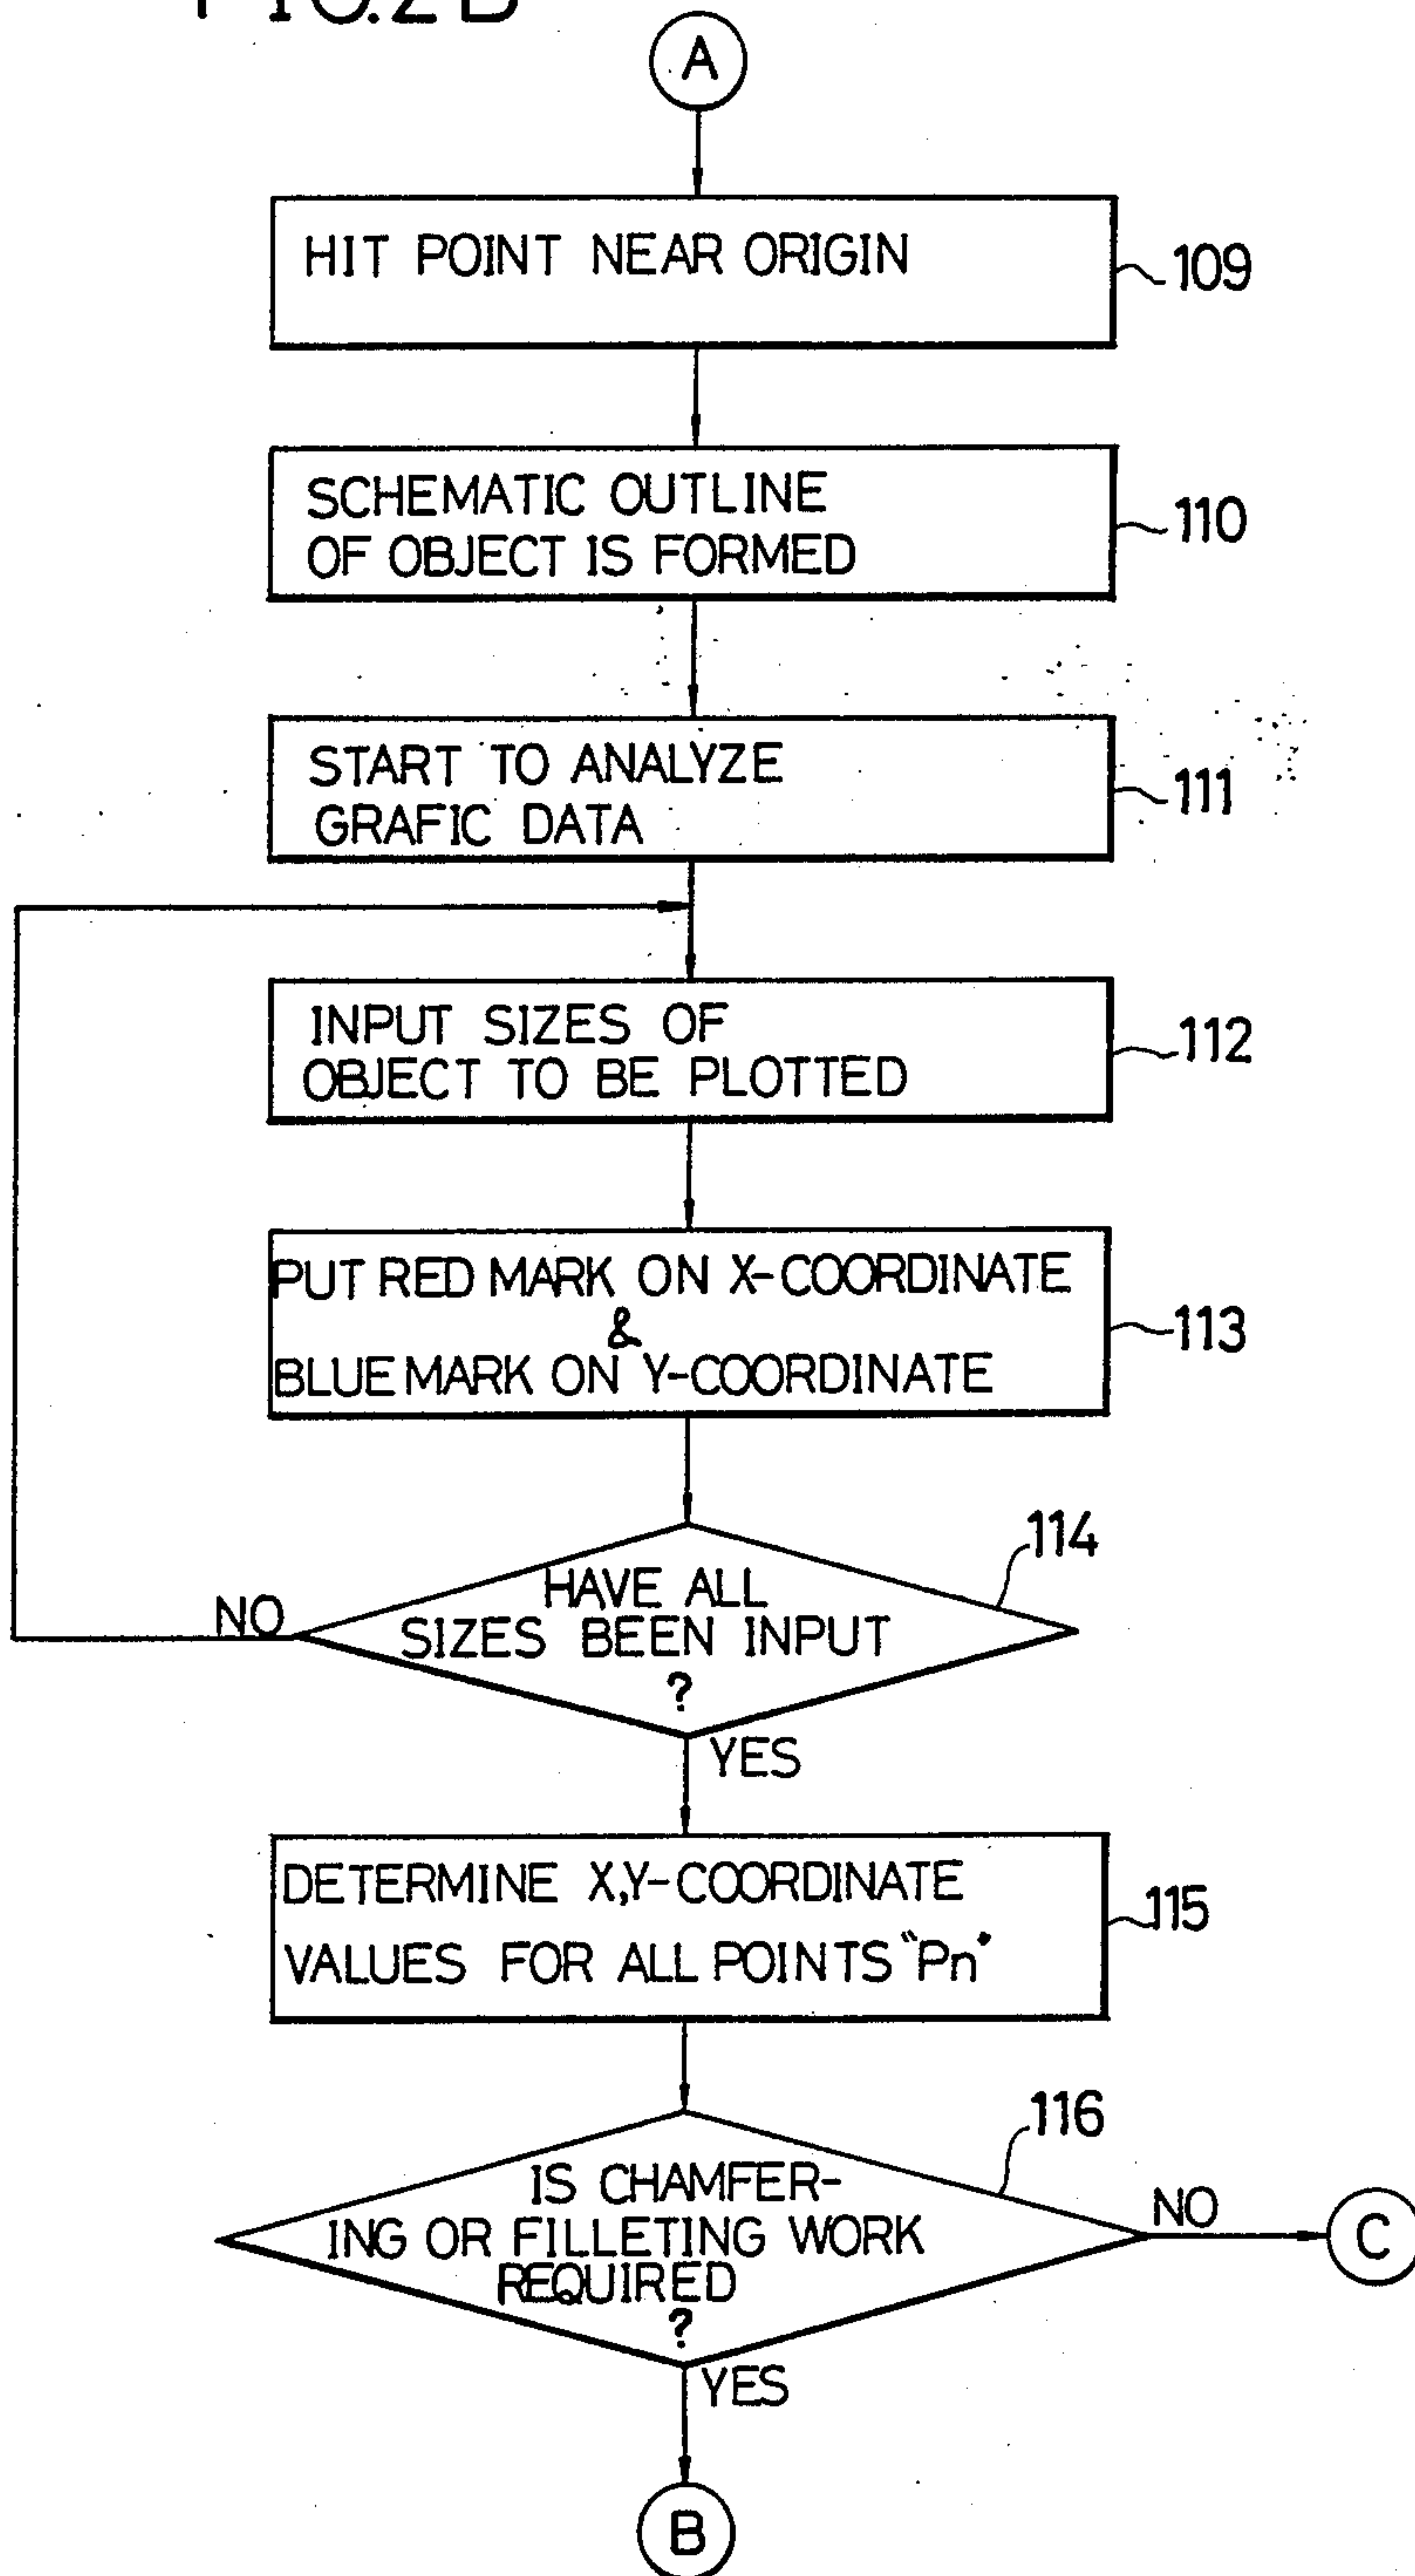 FIG.2B
A
HIT POINT NEAR ORIGIN
109
SCHEMATIC OUTLINE
OF OBJECT IS FORMED
110
START TO ANALYZE
GRAFIC DATA
111
INPUT SIZES OF
OBJECT TO BE PLOTTED
112
PUT RED MARK ON X-COORDINATE
&
BLUE MARK ON Y-COORDINATE
113
114
HAVE ALL
SIZES BEEN INPUT
?
NO
YES
DETERMINE X,Y-COORDINATE
VALUES FOR ALL POINTS "Pn"
115
116
IS CHAMFER-
ING OR FILLETING WORK
REQUIRED
?
NO
C
YES
B